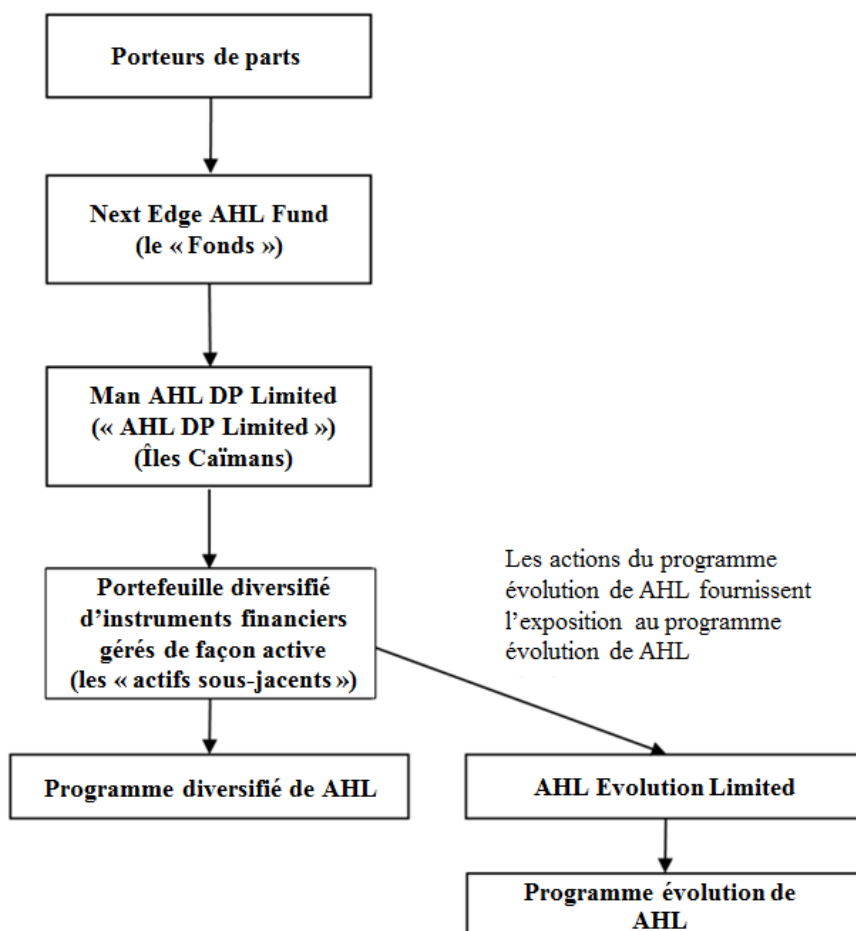 Porteurs de parts
Next Edge AHL Fund
(le « Fonds »)
Man AHL DP Limited
(« AHL DP Limited »)
(Îles Caïmans)
Portefeuille diversifié
d’instruments financiers
gérés de façon active
(les « actifs sous-jacents »)
Les actions du programme
évolution de AHL fournissent
l’exposition au programme
évolution de AHL
Programme diversifié de AHL
AHL Evolution Limited
Programme évolution de
AHL